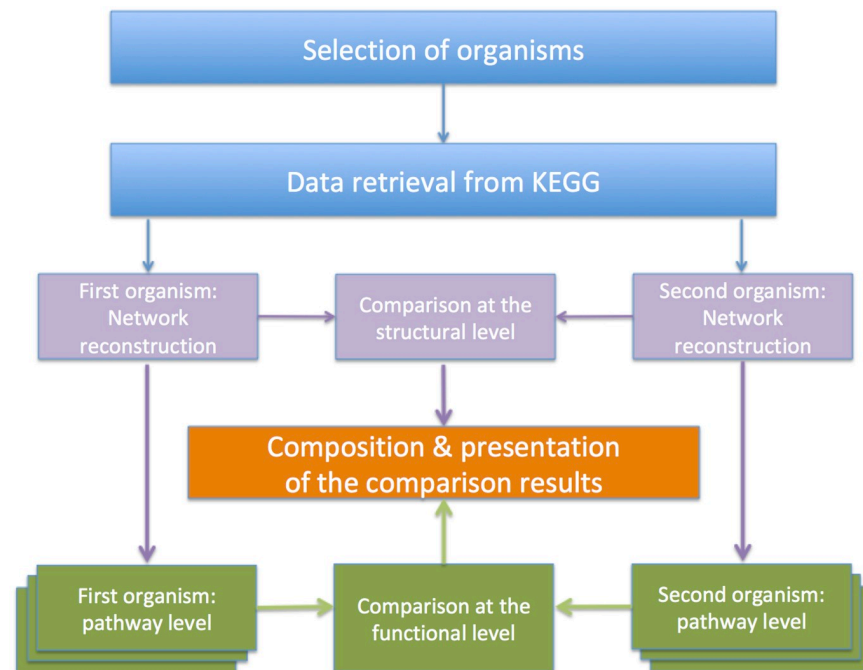 Selection of organisms
Data retrieval from KEGG
First organism:
Network
reconstruction
Comparison at the
structural level
Second organism:
Network
reconstruction
Composition & presentation
of the comparison results
First organism:
pathway level
Comparison at the
functional level
Second organism:
pathway level